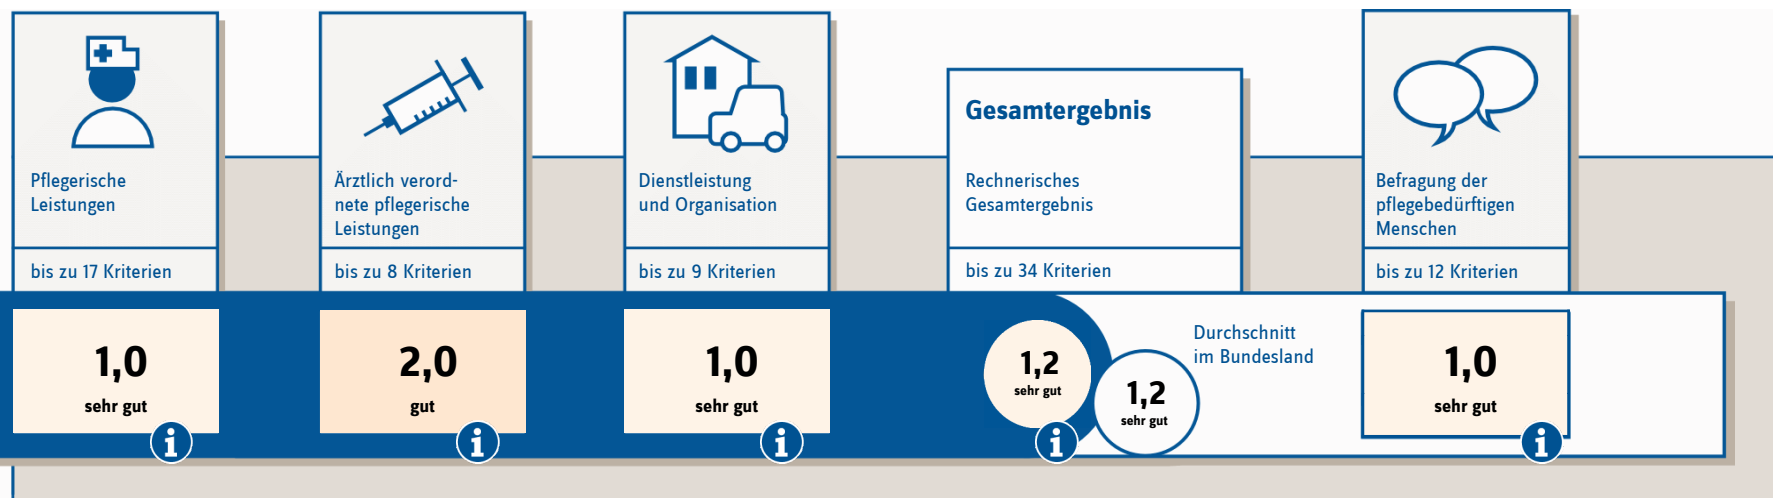 Pflegerische
Leistungen
bis zu 17 Kriterien
1,0
sehr gut
i
Ärztlich verord-
nete pflegerische
Leistungen
bis zu 8 Kriterien
2,0
gut
i
Dienstleistung
und Organisation
bis zu 9 Kriterien
1,0
sehr gut
i
Gesamtergebnis
Rechnerisches
Gesamtergebnis
bis zu 34 Kriterien
1,2
sehr gut
i
Durchschnitt
im Bundesland
1,2
sehr gut
Befragung der
pflegebedürftigen
Menschen
bis zu 12 Kriterien
1,0
sehr gut
i